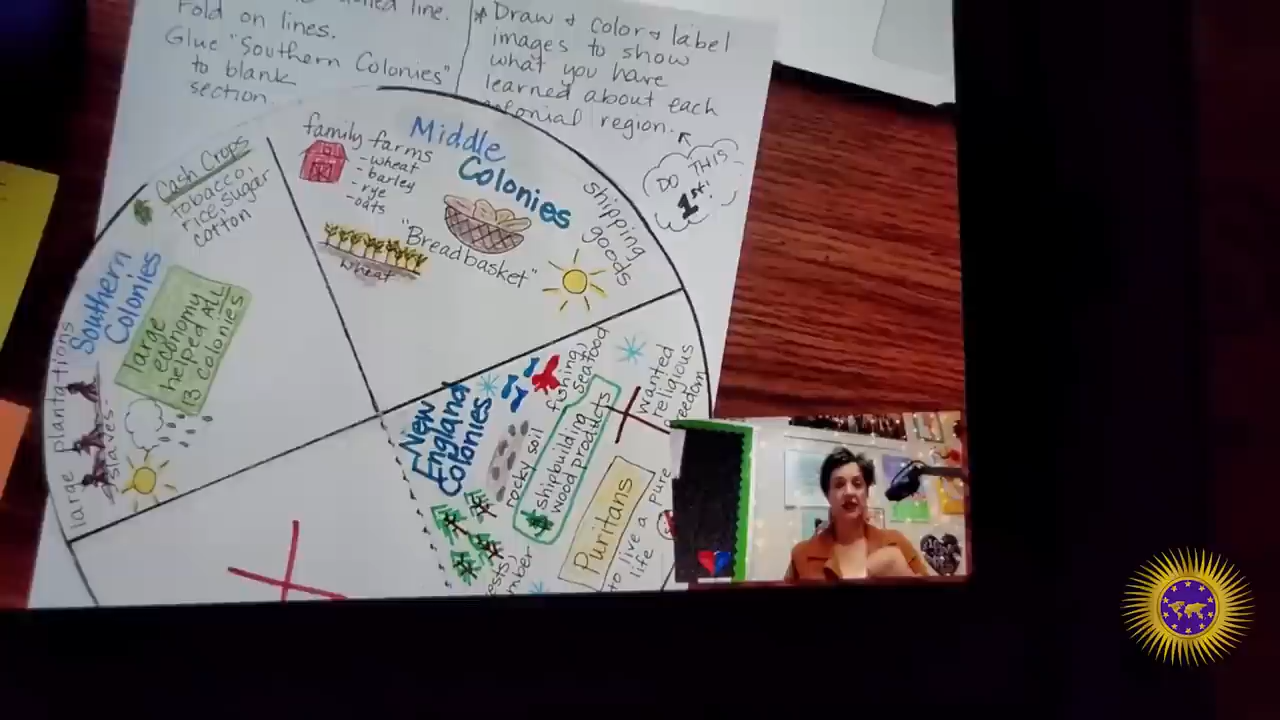 line.
Fold on lines.
Glue "Southern Colonies"
to blank
section
* Draw & color & label
images to show
what you have
learned about each
colonial region.
DO THIS
1st!
Cash Crops
tobacco,
rice, sugar
cotton
Southern
Colonies
large
economy
helped ALL
13 colonies
large plantations
slaves
family farms
- wheat
- barley
- rye
- oats
Middle
Colonies
"Breadbasket"
wheat
shipping
goods
New
England
Colonies
fishing,
seafood
rocky soil
shipbuilding
wood products
wanted
religious
freedom
Puritans
to live a pure
life